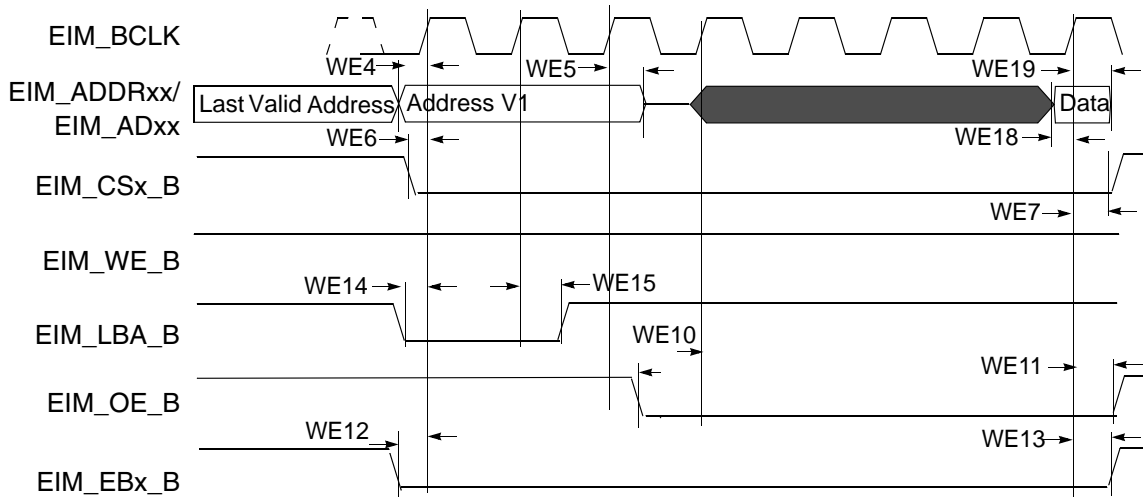 EIM_BCLK
WE4
WE5
WE19
EIM_ADDRxx/
EIM_ADxx
Last Valid Address
Address V1
Data
WE6
WE18
EIM_CSx_B
WE7
EIM_WE_B
WE14
WE15
EIM_LBA_B
WE10
WE11
EIM_OE_B
WE12
WE13
EIM_EBx_B